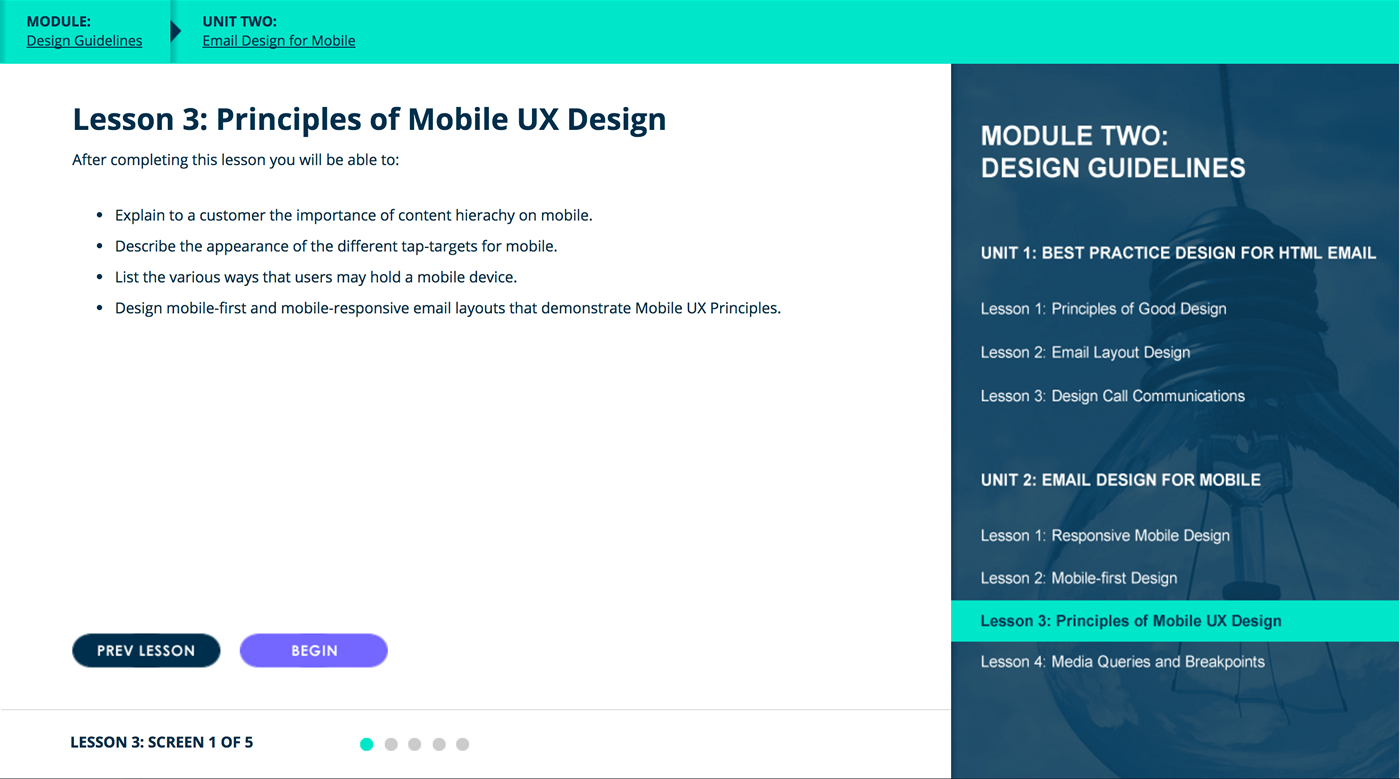 MODULE:
Design Guidelines
UNIT TWO:
Email Design for Mobile
Lesson 3: Principles of Mobile UX Design
After completing this lesson you will be able to:
• Explain to a customer the importance of content hierachy on mobile.
• Describe the appearance of the different tap-targets for mobile.
• List the various ways that users may hold a mobile device.
• Design mobile-first and mobile-responsive email layouts that demonstrate Mobile UX Principles.
PREV LESSON
BEGIN
LESSON 3: SCREEN 1 OF 5
MODULE TWO:
DESIGN GUIDELINES
UNIT 1: BEST PRACTICE DESIGN FOR HTML EMAIL
Lesson 1: Principles of Good Design
Lesson 2: Email Layout Design
Lesson 3: Design Call Communications
UNIT 2: EMAIL DESIGN FOR MOBILE
Lesson 1: Responsive Mobile Design
Lesson 2: Mobile-first Design
Lesson 3: Principles of Mobile UX Design
Lesson 4: Media Queries and Breakpoints